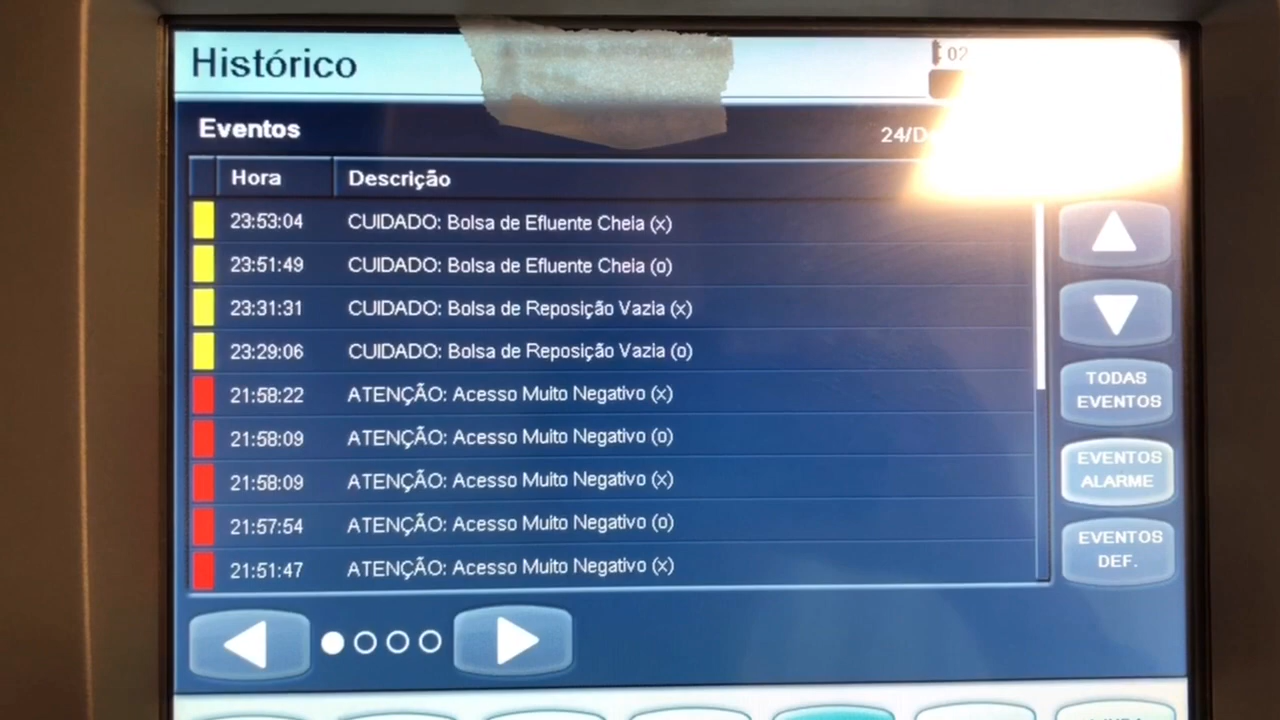 Histórico
02
Eventos
24/D
Hora Descrição
23:53:04 CUIDADO: Bolsa de Efluente Cheia (x)
23:51:49 CUIDADO: Bolsa de Efluente Cheia (o)
23:31:31 CUIDADO: Bolsa de Reposição Vazia (x)
23:29:06 CUIDADO: Bolsa de Reposição Vazia (o)
21:58:22 ATENÇÃO: Acesso Muito Negativo (x)
21:58:09 ATENÇÃO: Acesso Muito Negativo (o)
21:58:09 ATENÇÃO: Acesso Muito Negativo (x)
21:57:54 ATENÇÃO: Acesso Muito Negativo (o)
21:51:47 ATENÇÃO: Acesso Muito Negativo (x)
TODAS
EVENTOS
EVENTOS
ALARME
EVENTOS
DEF.